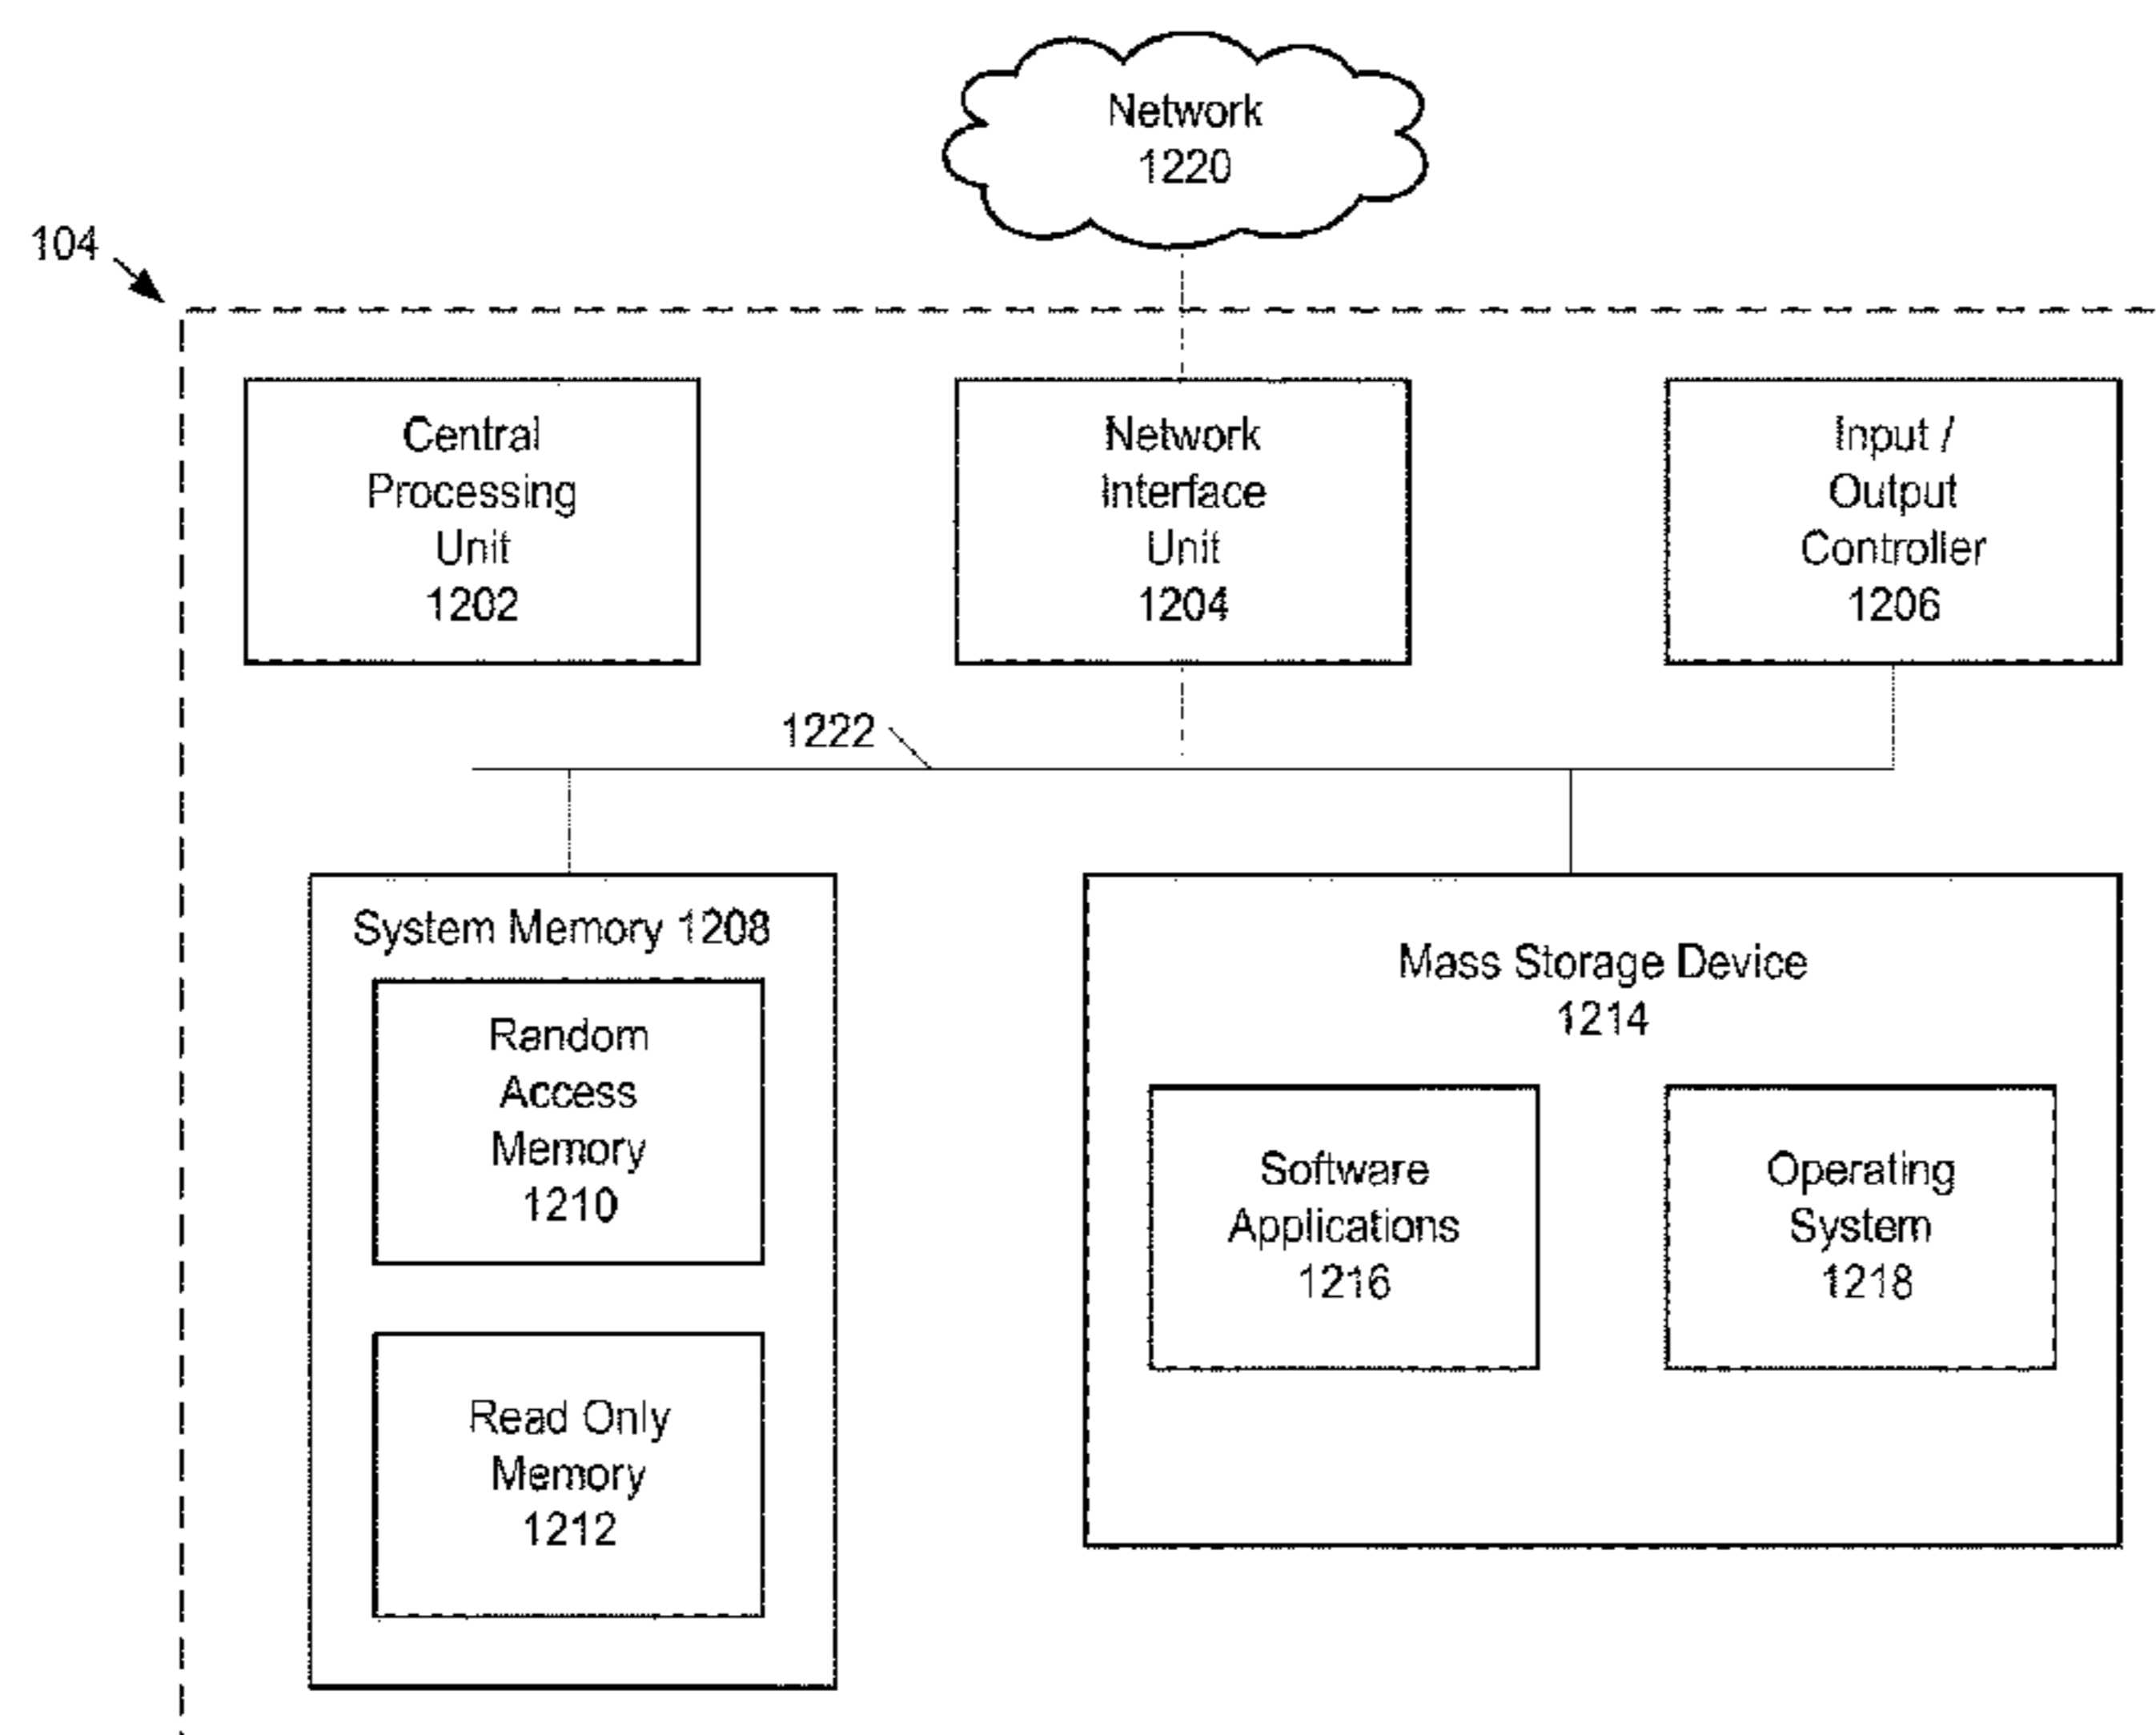 Network
1220
104
Central
Processing
Unit
1202
Network
Interface
Unit
1204
Input /
Output
Controller
1206
1222
System Memory 1208
Random
Access
Memory
1210
Read Only
Memory
1212
Mass Storage Device
1214
Software
Applications
1216
Operating
System
1218